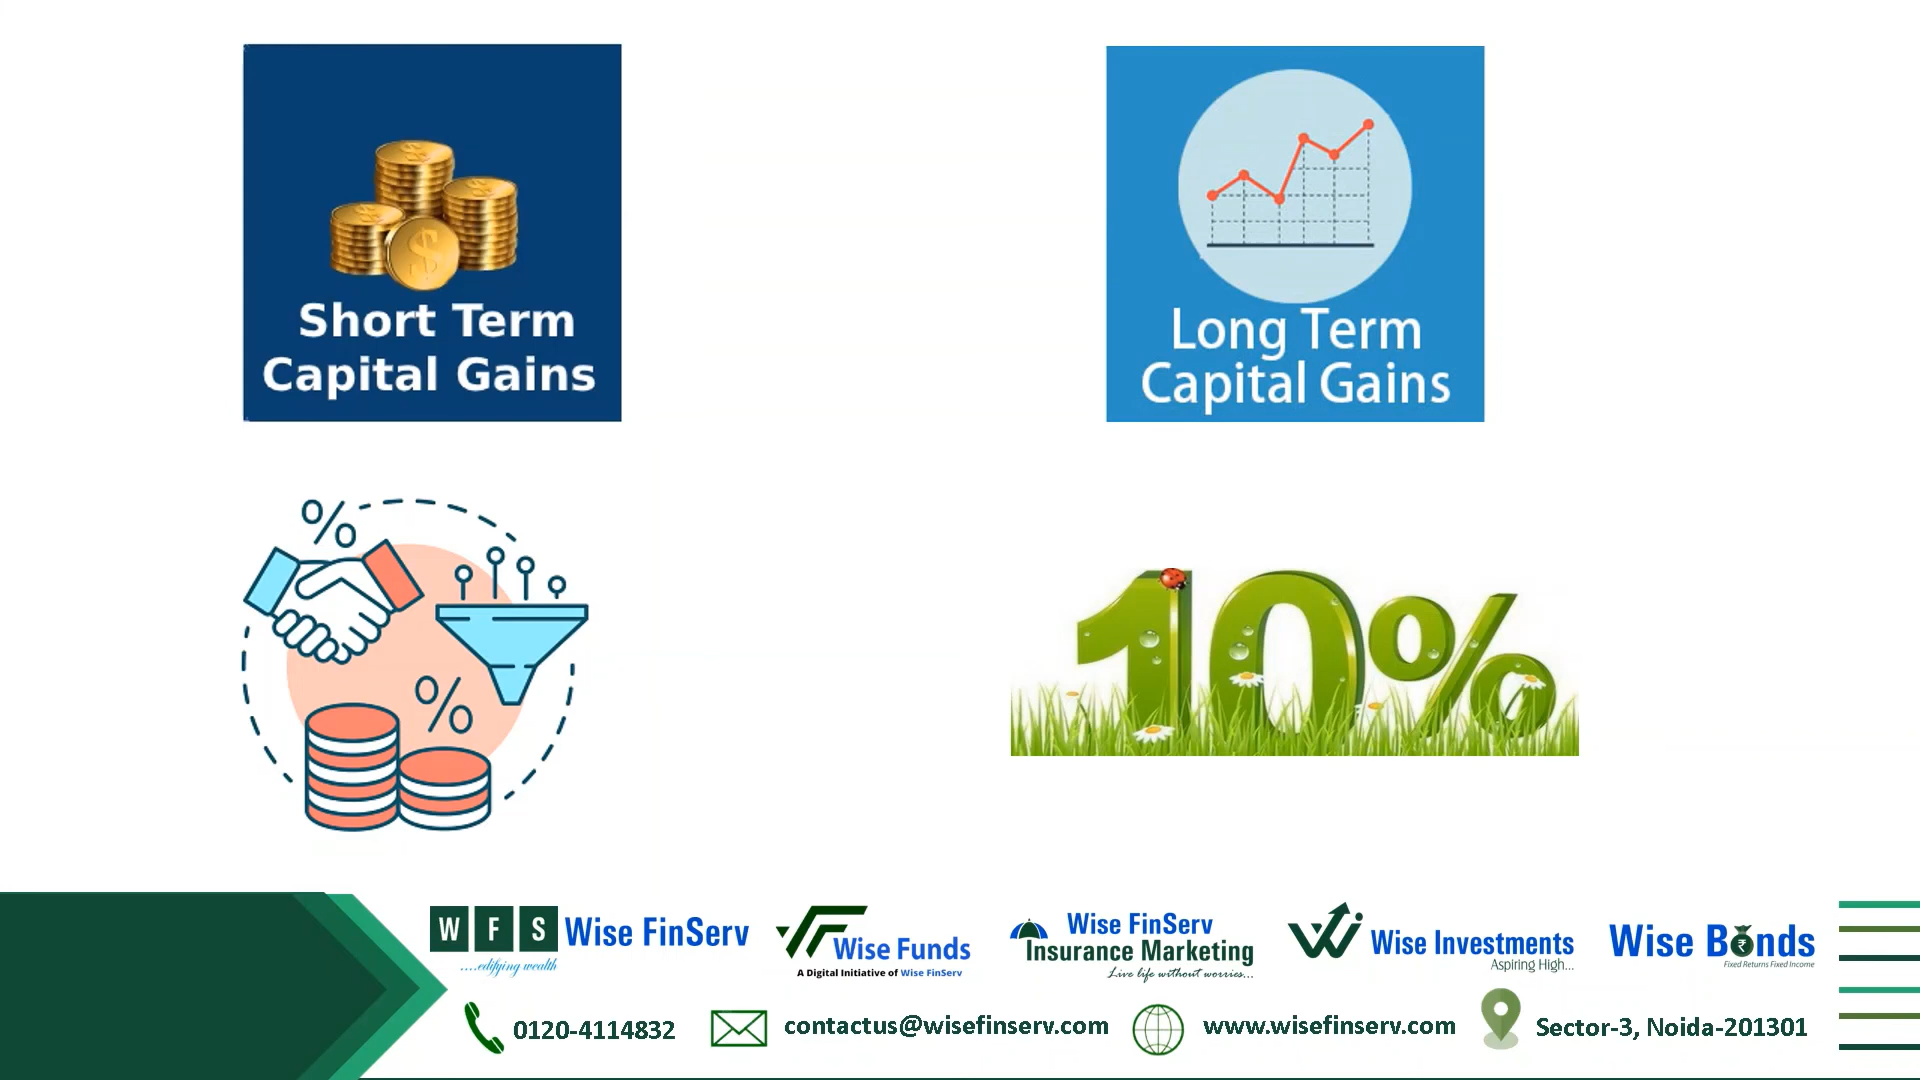 Short Term
Capital Gains
Long Term
Capital Gains
%
%
10%
W F S Wise FinServ
....edifying wealth
Wise Funds
A Digital Initiative of Wise FinServ
Wise FinServ
Insurance Marketing
Live life without worries...
Wise Investments
Aspiring High...
Wise Bonds
Fixed Returns Fixed Income
0120-4114832
contactus@wisefinserv.com
www.wisefinserv.com
Sector-3, Noida-201301